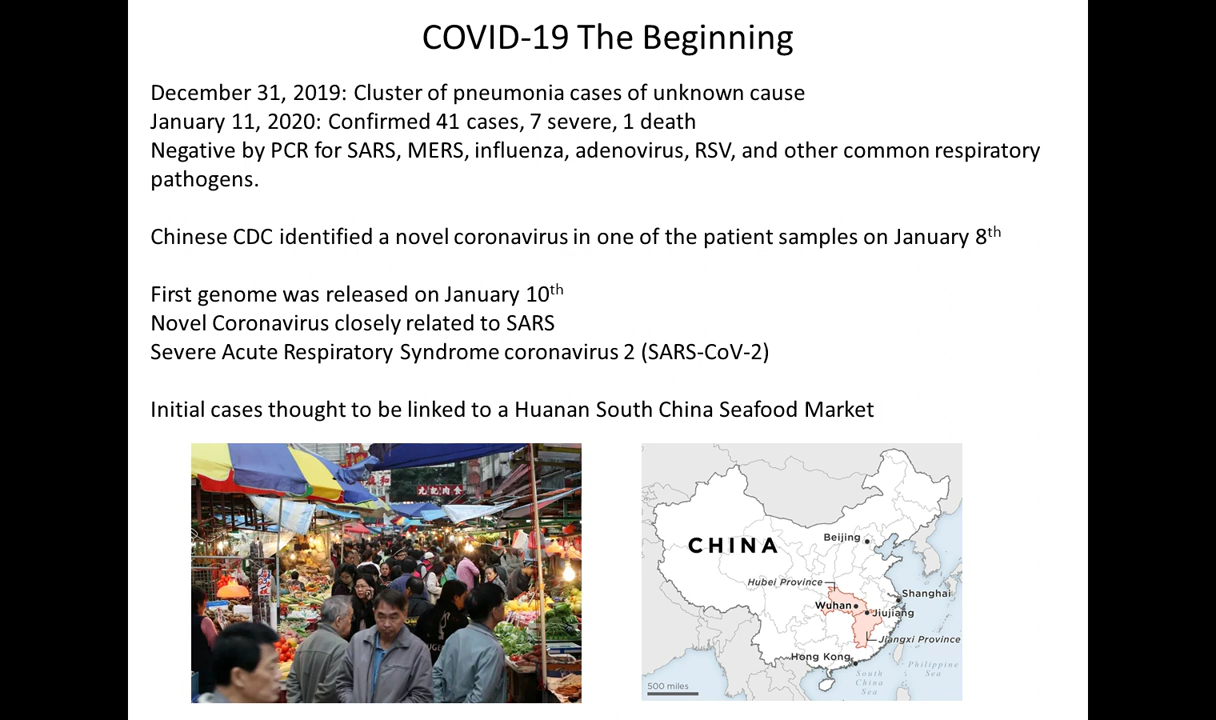 COVID-19 The Beginning
December 31, 2019: Cluster of pneumonia cases of unknown cause
January 11, 2020: Confirmed 41 cases, 7 severe, 1 death
Negative by PCR for SARS, MERS, influenza, adenovirus, RSV, and other common respiratory
pathogens.
Chinese CDC identified a novel coronavirus in one of the patient samples on January 8th
First genome was released on January 10th
Novel Coronavirus closely related to SARS
Severe Acute Respiratory Syndrome coronavirus 2 (SARS-CoV-2)
Initial cases thought to be linked to a Huanan South China Seafood Market
CHINA
Beijing
Hubei Province
Shanghai
Wuhan
Jiujiang
Jiangxi Province
Hong Kong
Philippine
Sea
South
China
Sea
500 miles